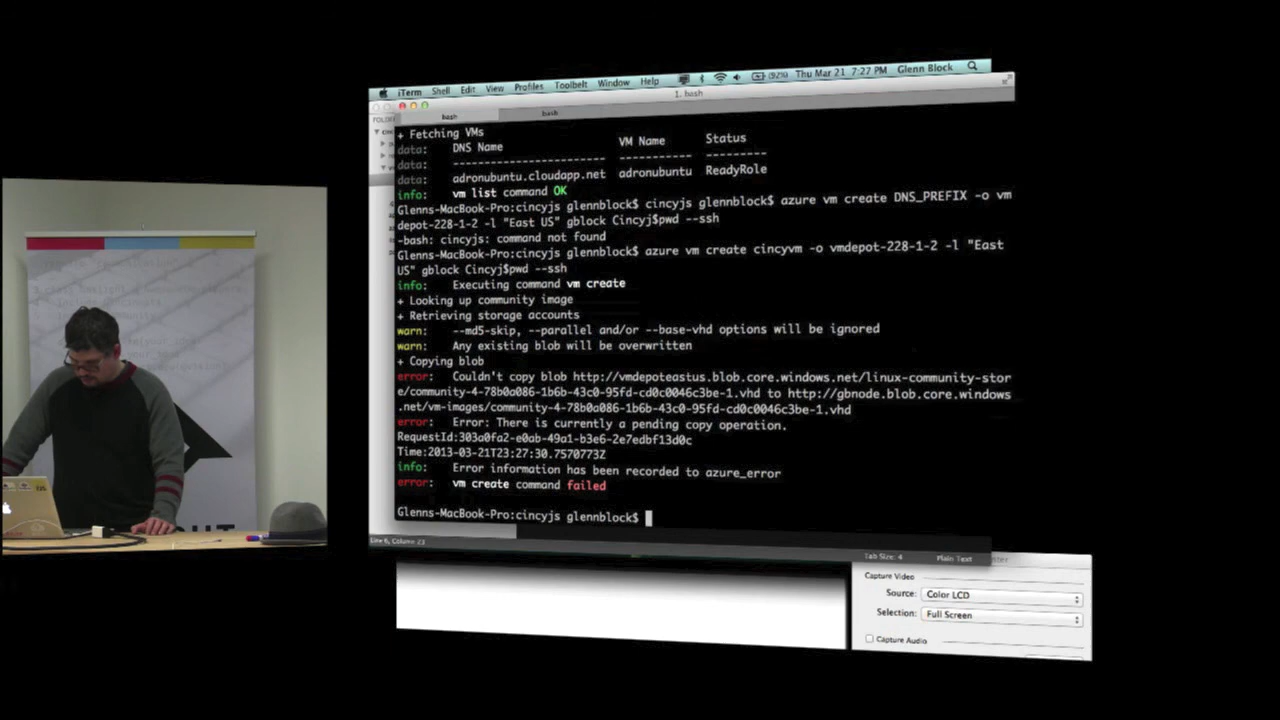 iTerm Shell Edit View Profiles Toolbelt Window Help (92%) Thu Mar 21 7:27 PM Glenn Block
1. bash
bash bash
+ Fetching VMs
data: DNS Name VM Name Status
data: ------------------------ ----------- ---------
data: adronubuntu.cloudapp.net adronubuntu ReadyRole
info: vm list command OK
Glenns-MacBook-Pro:cincyjs glennblock$ cincyjs glennblock$ azure vm create DNS_PREFIX -o vm
depot-228-1-2 -l "East US" gblock Cincyj$pwd --ssh
-bash: cincyjs: command not found
Glenns-MacBook-Pro:cincyjs glennblock$ azure vm create cincyvm -o vmdepot-228-1-2 -l "East
US" gblock Cincyj$pwd --ssh
info: Executing command vm create
+ Looking up community image
+ Retrieving storage accounts
warn: --md5-skip, --parallel and/or --base-vhd options will be ignored
warn: Any existing blob will be overwritten
+ Copying blob
error: Couldn't copy blob http://vmdepoteastus.blob.core.windows.net/linux-community-stor
e/community-4-78b0a086-1b6b-43c0-95fd-cd0c0046c3be-1.vhd to http://gbnode.blob.core.windows
.net/vm-images/community-4-78b0a086-1b6b-43c0-95fd-cd0c0046c3be-1.vhd
error: Error: There is currently a pending copy operation.
RequestId:303a0fa2-e0ab-49a1-b3e6-2e7edbf13d0c
Time:2013-03-21T23:27:30.7570773Z
info: Error information has been recorded to azure_error
error: vm create command failed
Glenns-MacBook-Pro:cincyjs glennblock$
Line 6, Column 23
Tab Size: 4 Plain Text
Capture Video
Source: Color LCD
Selection: Full Screen
Capture Audio